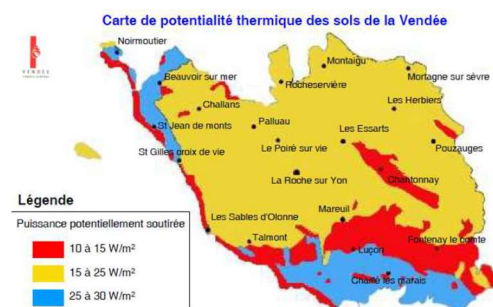 Carte de potentialité thermique des sols de la Vendée
VENDÉE
Noirmoutier
Beauvoir sur mer
Montaigu
Rocheservière
Mortagne sur sèvre
Challans
Les Herbiers
Palluau
St Jean de monts
Les Essarts
Le Poiré sur vie
Pouzauges
St Gilles croix de vie
La Roche sur Yon
Chantonnay
Mareuil
Les Sables d'Olonne
Talmont
Luçon
Fontenay le comte
Chaillé les marais
Légende
Puissance potentiellement soutirée
10 à 15 W/m²
15 à 25 W/m²
25 à 30 W/m²